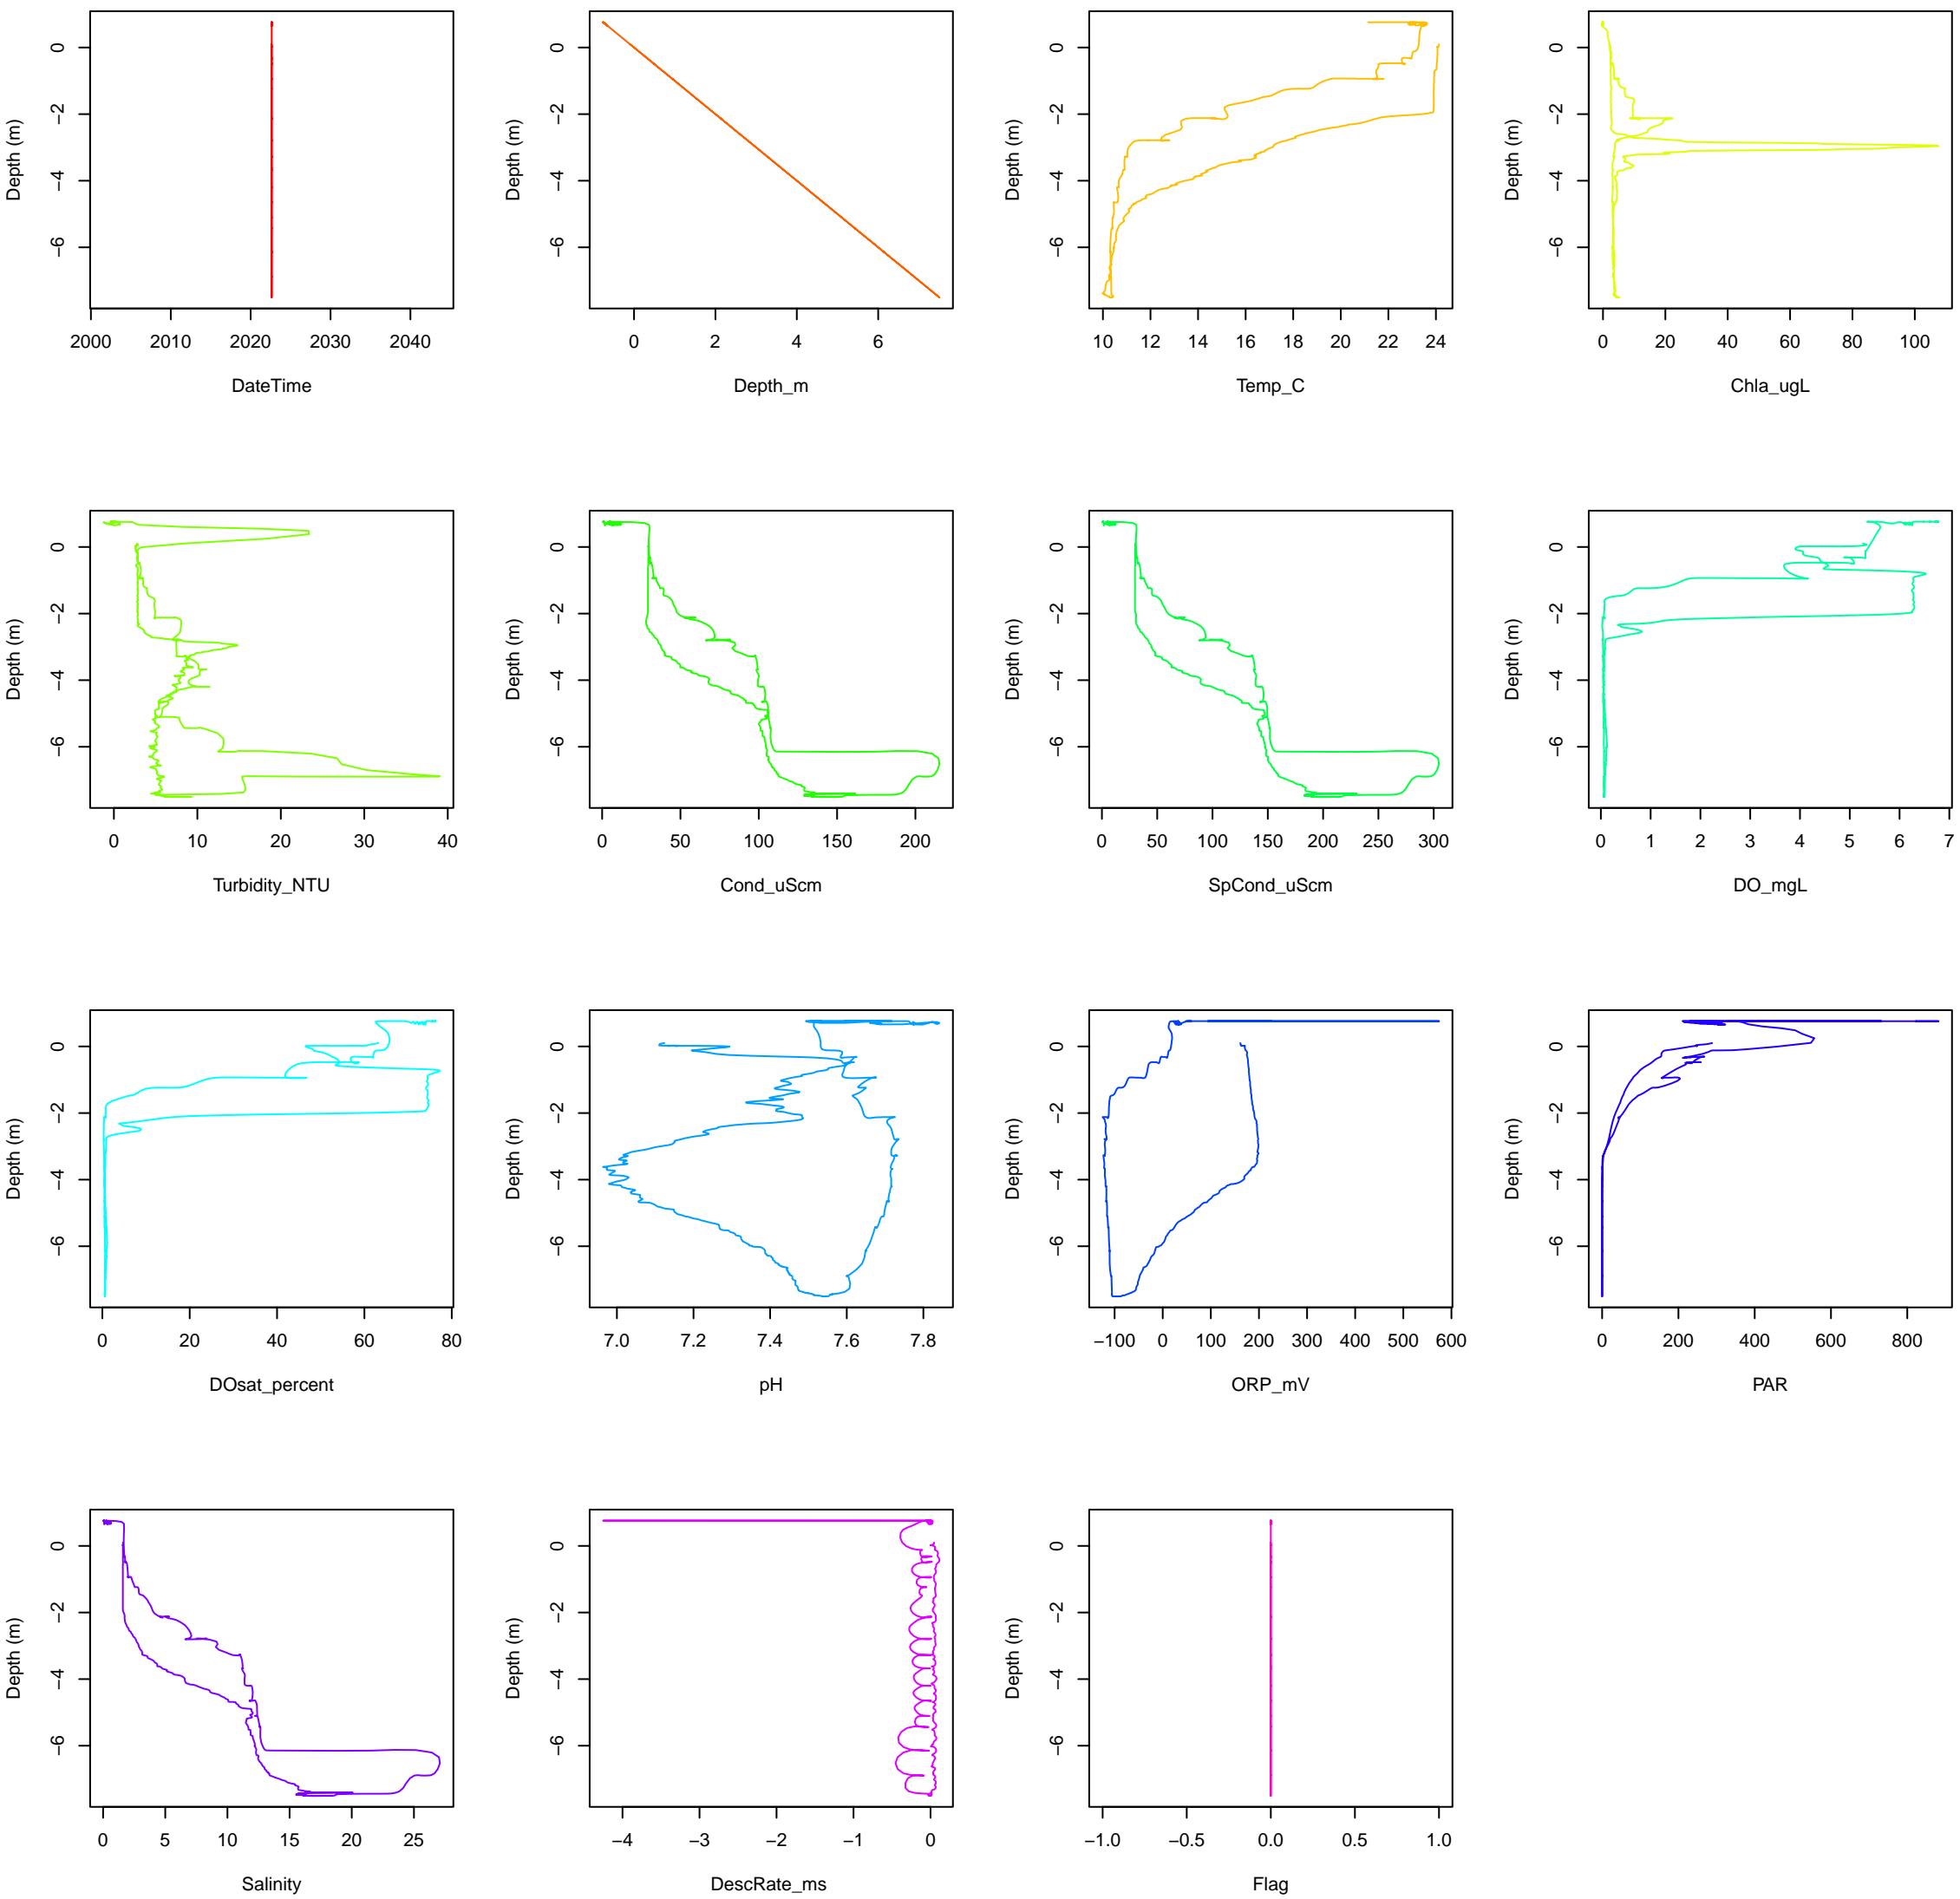 Depth (m)
0
−2
−4
−6
2000 2010 2020 2030 2040
DateTime
Depth (m)
0
−2
−4
−6
0 2 4 6
Depth_m
Depth (m)
0
−2
−4
−6
10 12 14 16 18 20 22 24
Temp_C
Depth (m)
0
−2
−4
−6
0 20 40 60 80 100
Chla_ugL
Depth (m)
0
−2
−4
−6
0 10 20 30 40
Turbidity_NTU
Depth (m)
0
−2
−4
−6
0 50 100 150 200
Cond_uScm
Depth (m)
0
−2
−4
−6
0 50 100 150 200 250 300
SpCond_uScm
Depth (m)
0
−2
−4
−6
0 1 2 3 4 5 6 7
DO_mgL
Depth (m)
0
−2
−4
−6
0 20 40 60 80
DOsat_percent
Depth (m)
0
−2
−4
−6
7.0 7.2 7.4 7.6 7.8
pH
Depth (m)
0
−2
−4
−6
−100 0 100 200 300 400 500 600
ORP_mV
Depth (m)
0
−2
−4
−6
0 200 400 600 800
PAR
Depth (m)
0
−2
−4
−6
0 5 10 15 20 25
Salinity
Depth (m)
0
−2
−4
−6
−4 −3 −2 −1 0
DescRate_ms
Depth (m)
0
−2
−4
−6
−1.0 −0.5 0.0 0.5 1.0
Flag